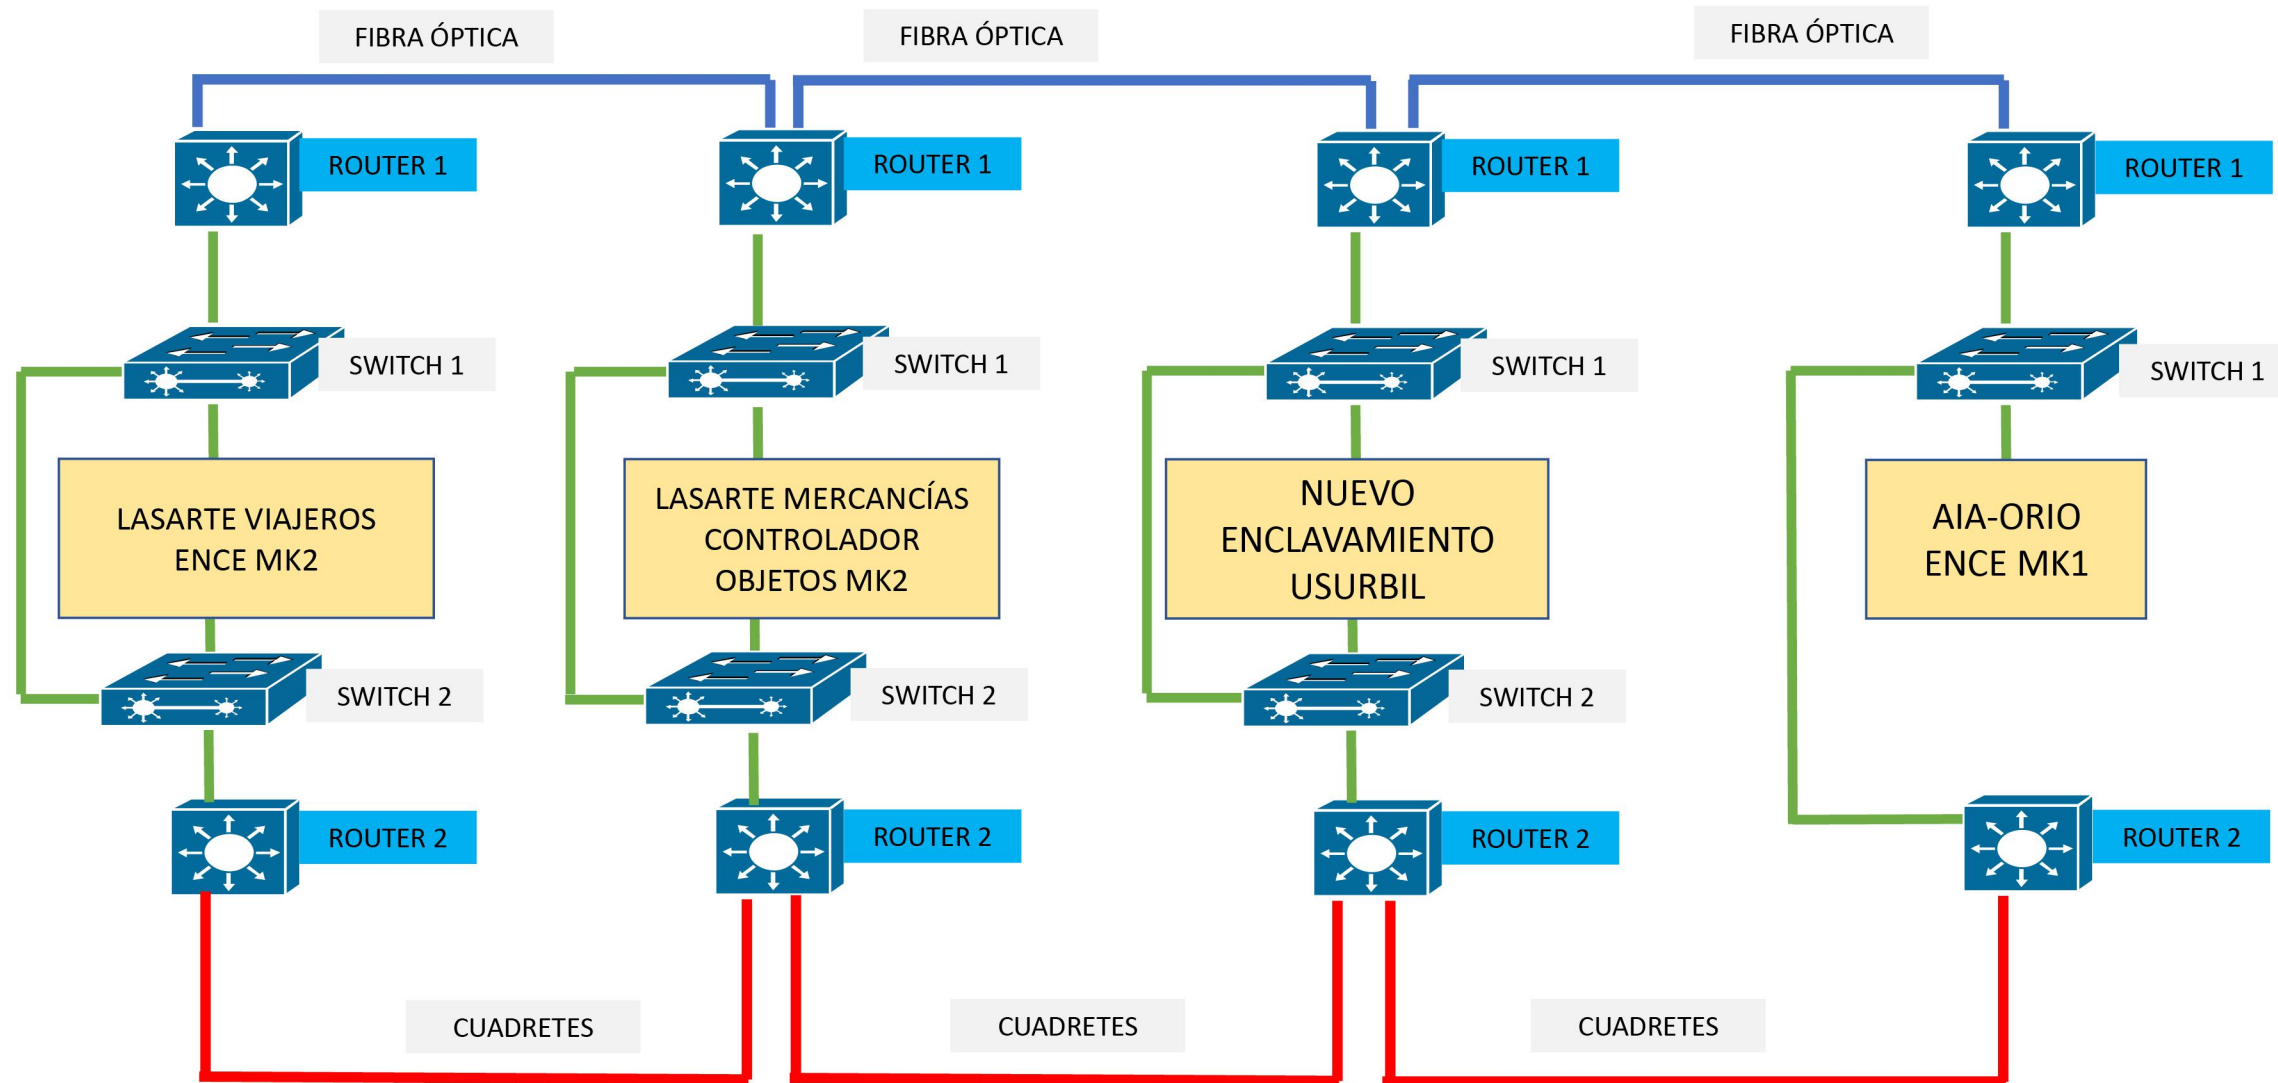 FIBRA ÓPTICA
FIBRA ÓPTICA
FIBRA ÓPTICA
ROUTER 1
ROUTER 1
ROUTER 1
ROUTER 1
SWITCH 1
SWITCH 1
SWITCH 1
SWITCH 1
LASARTE VIAJEROS
ENCE MK2
LASARTE MERCANCÍAS
CONTROLADOR
OBJETOS MK2
NUEVO
ENCLAVAMIENTO
USURBIL
AIA-ORIO
ENCE MK1
SWITCH 2
SWITCH 2
SWITCH 2
ROUTER 2
ROUTER 2
ROUTER 2
ROUTER 2
CUADRETES
CUADRETES
CUADRETES